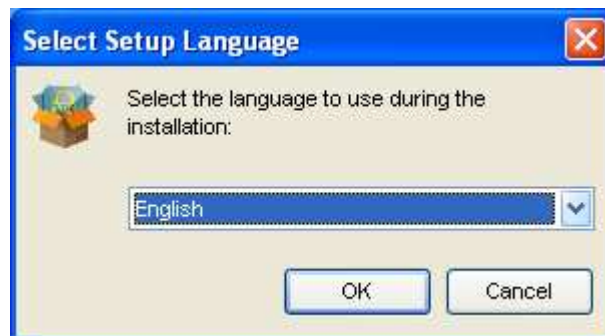 Select Setup Language
Select the language to use during the
installation:
English
OK
Cancel